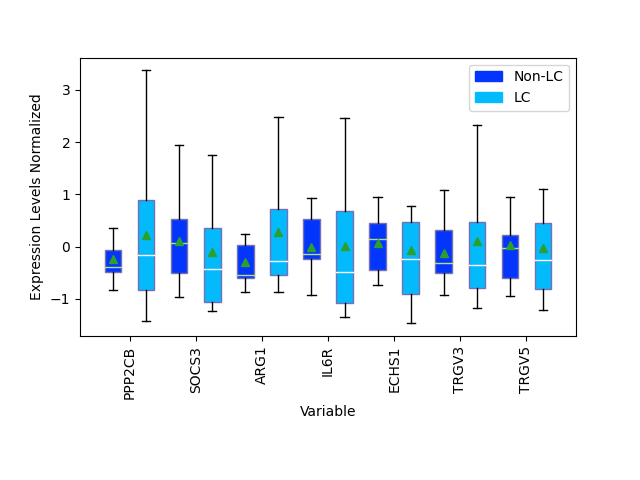 Non-LC
LC
Expression Levels Normalized
3
2
1
0
−1
PPP2CB
SOCS3
ARG1
IL6R
ECHS1
TRGV3
TRGV5
Variable